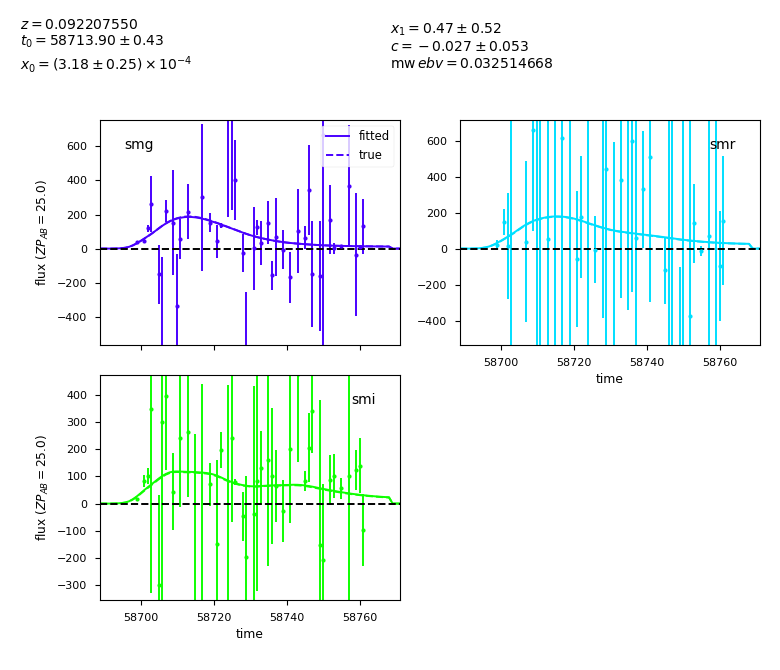 z = 0.092207550
t₀ = 58713.90 ± 0.43
x₀ = (3.18 ± 0.25) × 10⁻⁴
x₁ = 0.47 ± 0.52
c = −0.027 ± 0.053
mw ebv = 0.032514668
smg
fitted
true
600
400
200
0
−200
−400
flux (ZP_AB = 25.0)
smr
600
400
200
0
−200
−400
58700
58720
58740
58760
time
smi
400
300
200
100
0
−100
−200
−300
flux (ZP_AB = 25.0)
58700
58720
58740
58760
time